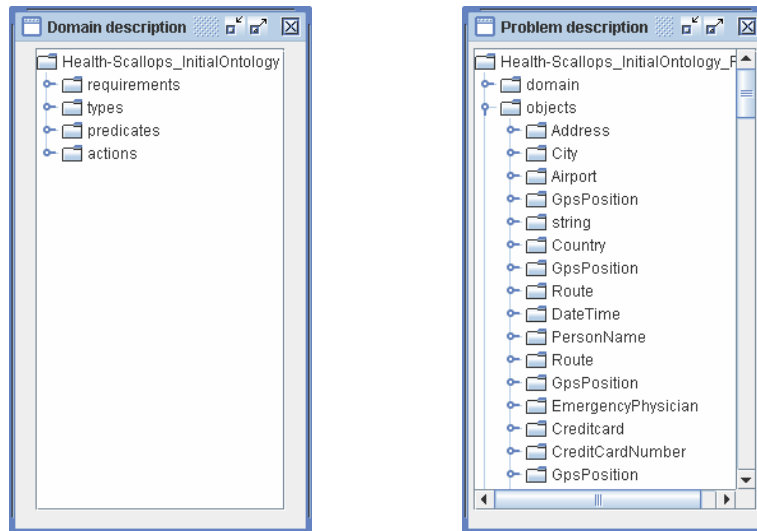 Domain description
Health-Scallops_InitialOntology
requirements
types
predicates
actions
Problem description
Health-Scallops_InitialOntology_F
domain
objects
Address
City
Airport
GpsPosition
string
Country
GpsPosition
Route
DateTime
PersonName
Route
GpsPosition
EmergencyPhysician
Creditcard
CreditCardNumber
GpsPosition